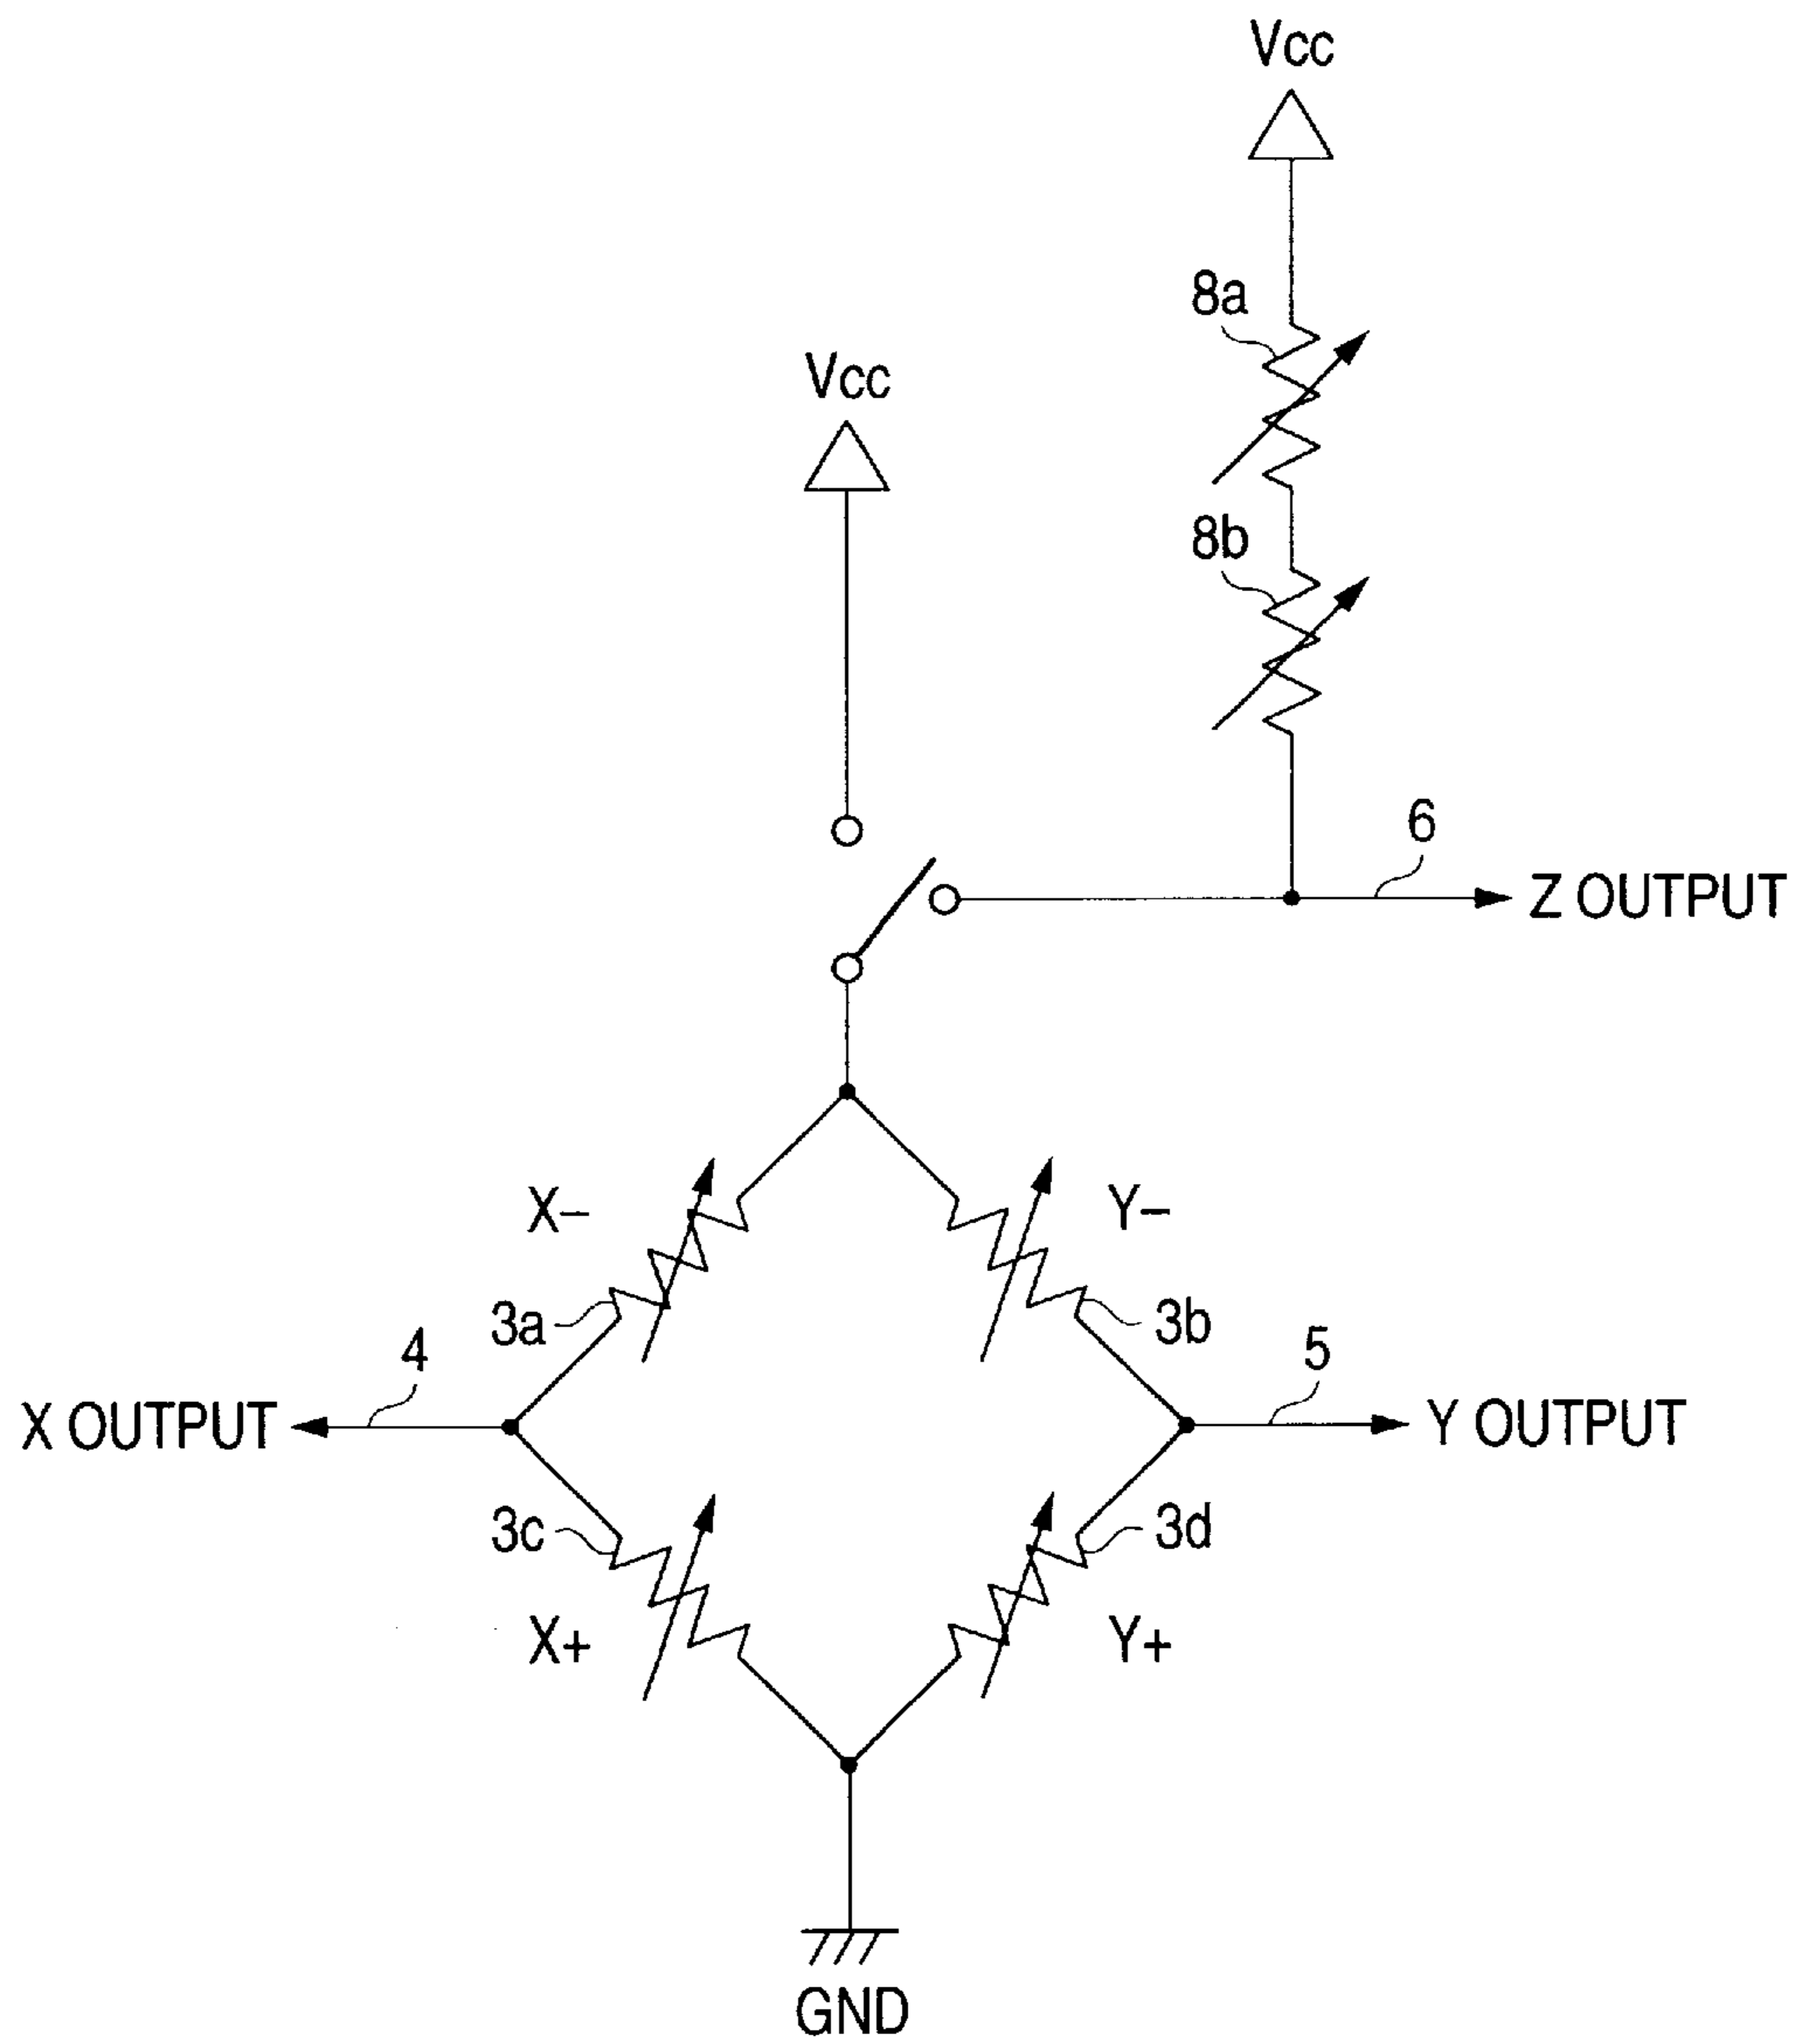 Vcc
8a
Vcc
8b
6
Z OUTPUT
X−
Y−
3a
3b
4
5
X OUTPUT
Y OUTPUT
3c
3d
X+
Y+
GND